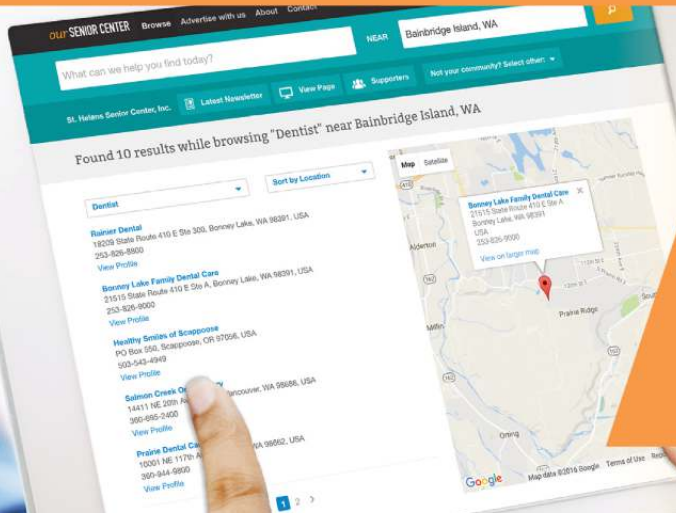 our SENIOR CENTER Browse Advertise with us About Contact
What can we help you find today?
NEAR
Bainbridge Island, WA
St. Helens Senior Center, Inc. Latest Newsletter View Page Supporters Not your community? Select other:
Found 10 results while browsing "Dentist" near Bainbridge Island, WA
Dentist
Sort by Location
Rainier Dental
18209 State Route 410 E Ste 300, Bonney Lake, WA 98391, USA
253-826-8800
View Profile
Bonney Lake Family Dental Care
21515 State Route 410 E Ste A, Bonney Lake, WA 98391, USA
253-826-9000
View Profile
Healthy Smiles of Scappoose
PO Box 550, Scappoose, OR 97056, USA
503-543-4949
View Profile
Salmon Creek
14411 NE 20th Vancouver, WA 98686, USA
360-695-2400
View Profile
Prairie Dental
10001 NE 117th WA 98662, USA
360-944-9800
View Profile
1 2
Map Satellite
Bonney Lake Family Dental Care
21515 State Route 410 E Ste A
Bonney Lake, WA 98391
USA
253-826-9000
View on larger map
410
Alderton
162
Prairie Ridge
162
Orting
Google Map data ©2016 Google Terms of Use